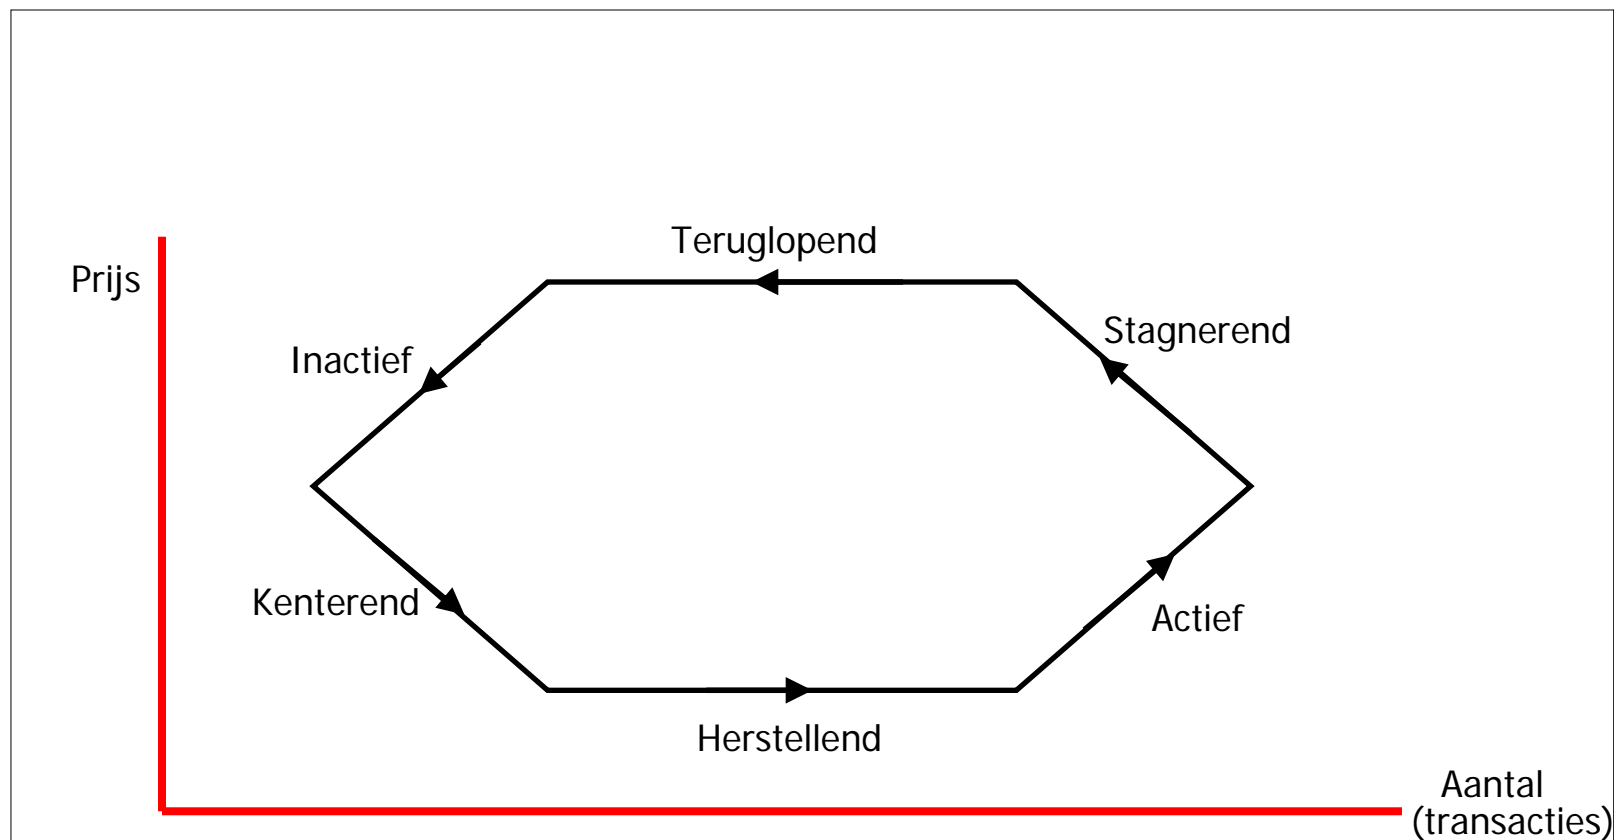 Teruglopend
Prijs
Stagnerend
Inactief
Kenterend
Actief
Herstellend
Aantal
(transacties)